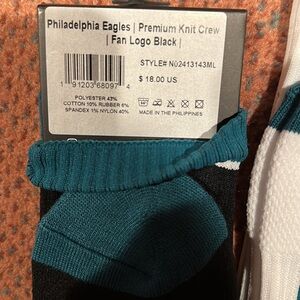 Philadelphia Eagles | Premium Knit Crew
| Fan Logo Black |
STYLE# N02413143ML
$ 18.00 US
1 91203 68097 4
POLYESTER 43%
COTTON 10% RUBBER 6%
SPANDEX 1% NYLON 40%
MADE IN THE PHILIPPINES